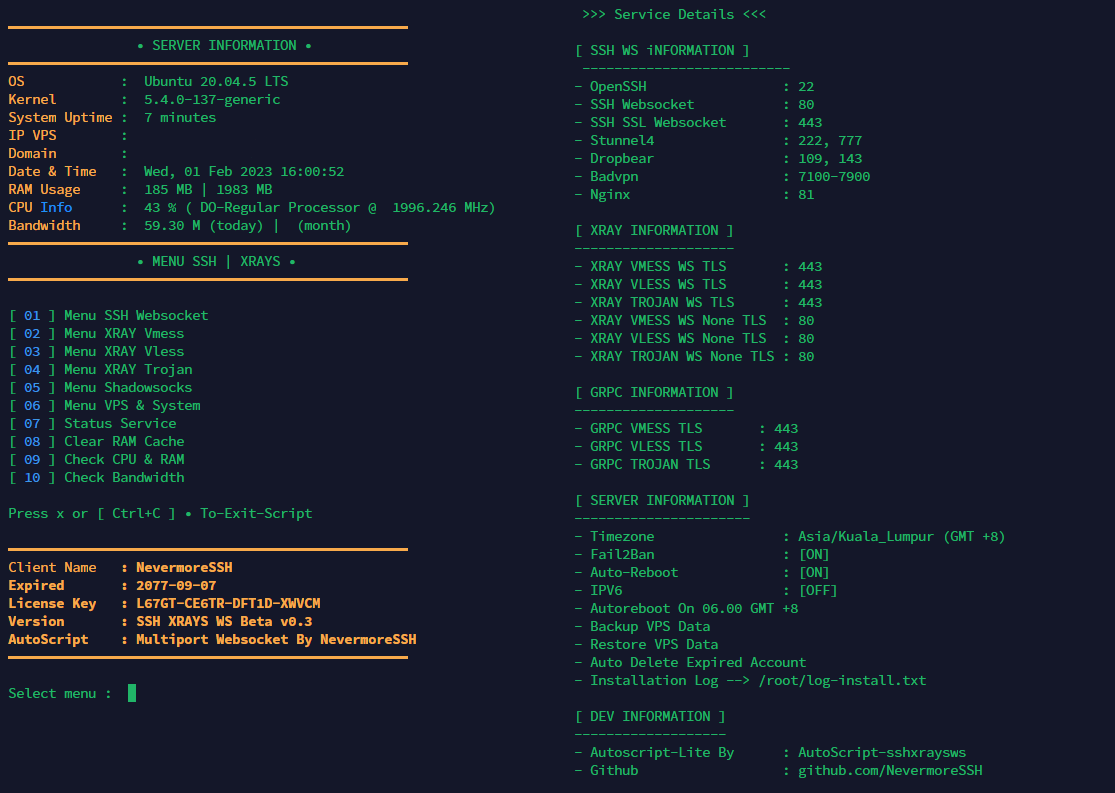 • SERVER INFORMATION •
OS : Ubuntu 20.04.5 LTS
Kernel : 5.4.0-137-generic
System Uptime : 7 minutes
IP VPS :
Domain :
Date & Time : Wed, 01 Feb 2023 16:00:52
RAM Usage : 185 MB | 1983 MB
CPU Info : 43 % ( DO-Regular Processor @ 1996.246 MHz)
Bandwidth : 59.30 M (today) | (month)
• MENU SSH | XRAYS •
[ 01 ] Menu SSH Websocket
[ 02 ] Menu XRAY Vmess
[ 03 ] Menu XRAY Vless
[ 04 ] Menu XRAY Trojan
[ 05 ] Menu Shadowsocks
[ 06 ] Menu VPS & System
[ 07 ] Status Service
[ 08 ] Clear RAM Cache
[ 09 ] Check CPU & RAM
[ 10 ] Check Bandwidth
Press x or [ Ctrl+C ] • To-Exit-Script
Client Name : NevermoreSSH
Expired : 2077-09-07
License Key : L67GT-CE6TR-DFT1D-XWVCM
Version : SSH XRAYS WS Beta v0.3
AutoScript : Multiport Websocket By NevermoreSSH
Select menu :
>>> Service Details <<<
[ SSH WS iNFORMATION ]
--------------------------
- OpenSSH : 22
- SSH Websocket : 80
- SSH SSL Websocket : 443
- Stunnel4 : 222, 777
- Dropbear : 109, 143
- Badvpn : 7100-7900
- Nginx : 81
[ XRAY INFORMATION ]
--------------------
- XRAY VMESS WS TLS : 443
- XRAY VLESS WS TLS : 443
- XRAY TROJAN WS TLS : 443
- XRAY VMESS WS None TLS : 80
- XRAY VLESS WS None TLS : 80
- XRAY TROJAN WS None TLS : 80
[ GRPC INFORMATION ]
--------------------
- GRPC VMESS TLS : 443
- GRPC VLESS TLS : 443
- GRPC TROJAN TLS : 443
[ SERVER INFORMATION ]
----------------------
- Timezone : Asia/Kuala_Lumpur (GMT +8)
- Fail2Ban : [ON]
- Auto-Reboot : [ON]
- IPV6 : [OFF]
- Autoreboot On 06.00 GMT +8
- Backup VPS Data
- Restore VPS Data
- Auto Delete Expired Account
- Installation Log --> /root/log-install.txt
[ DEV INFORMATION ]
-------------------
- Autoscript-Lite By : AutoScript-sshxraysws
- Github : github.com/NevermoreSSH